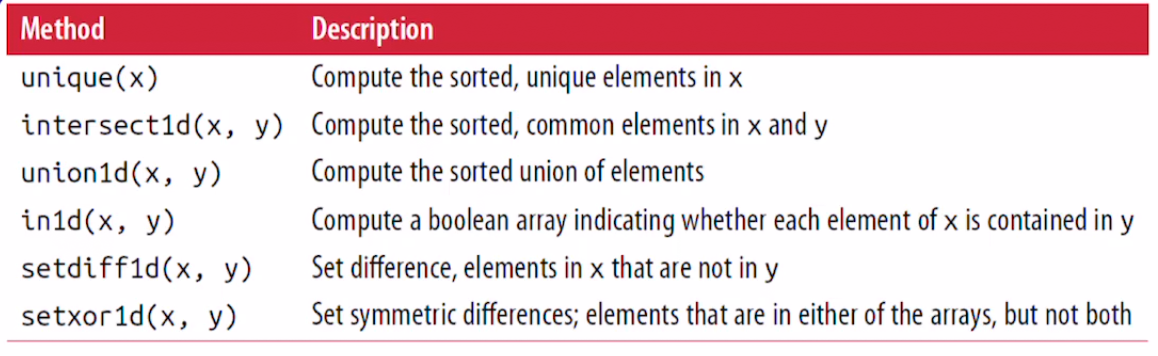 Method Description
unique(x) Compute the sorted, unique elements in x
intersect1d(x, y) Compute the sorted, common elements in x and y
union1d(x, y) Compute the sorted union of elements
in1d(x, y) Compute a boolean array indicating whether each element of x is contained in y
setdiff1d(x, y) Set difference, elements in x that are not in y
setxor1d(x, y) Set symmetric differences; elements that are in either of the arrays, but not both